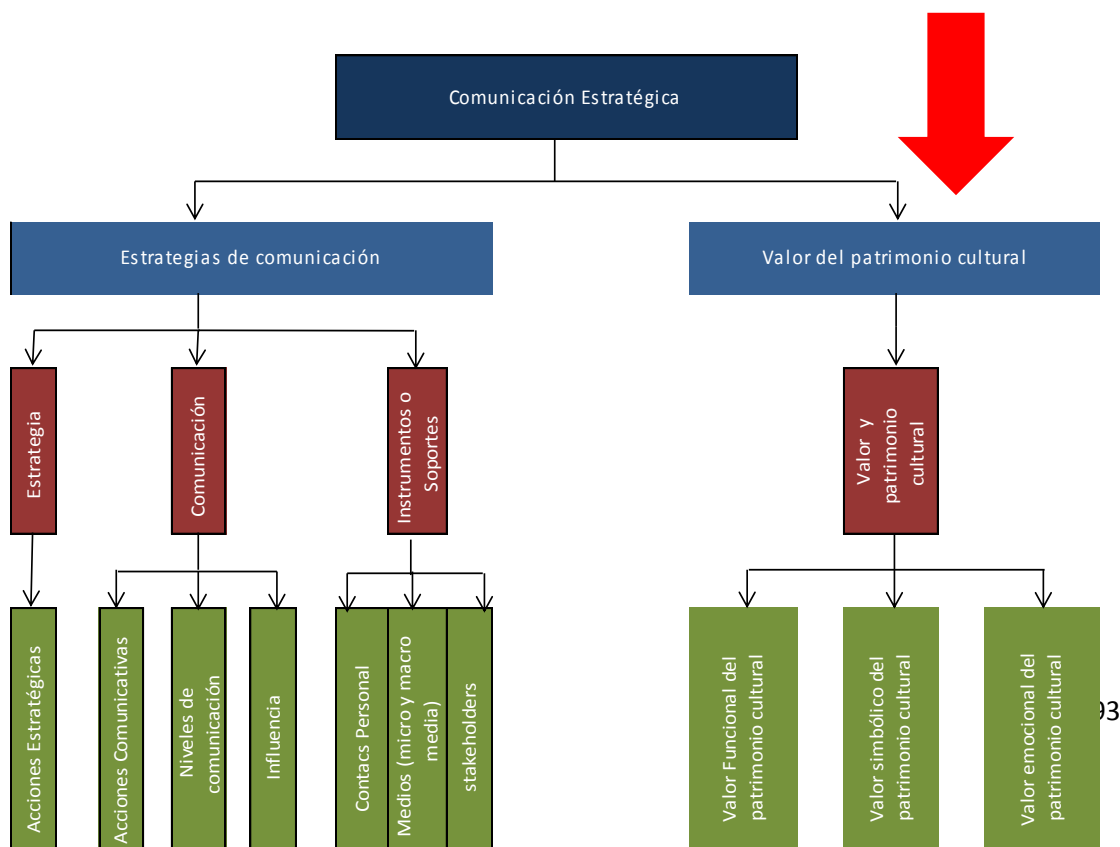 Comunicación Estratégica
Estrategias de comunicación
Valor del patrimonio cultural
Estrategia
Comunicación
Instrumentos o
Soportes
Valor y
patrimonio
cultural
Acciones Estratégicas
Acciones Comunicativas
Niveles de
comunicación
Influencia
Contacs Personal
Medios (micro y macro
media)
stakeholders
Valor Funcional del
patrimonio cultural
Valor simbólico del
patrimonio cultural
Valor emocional del
patrimonio cultural
93